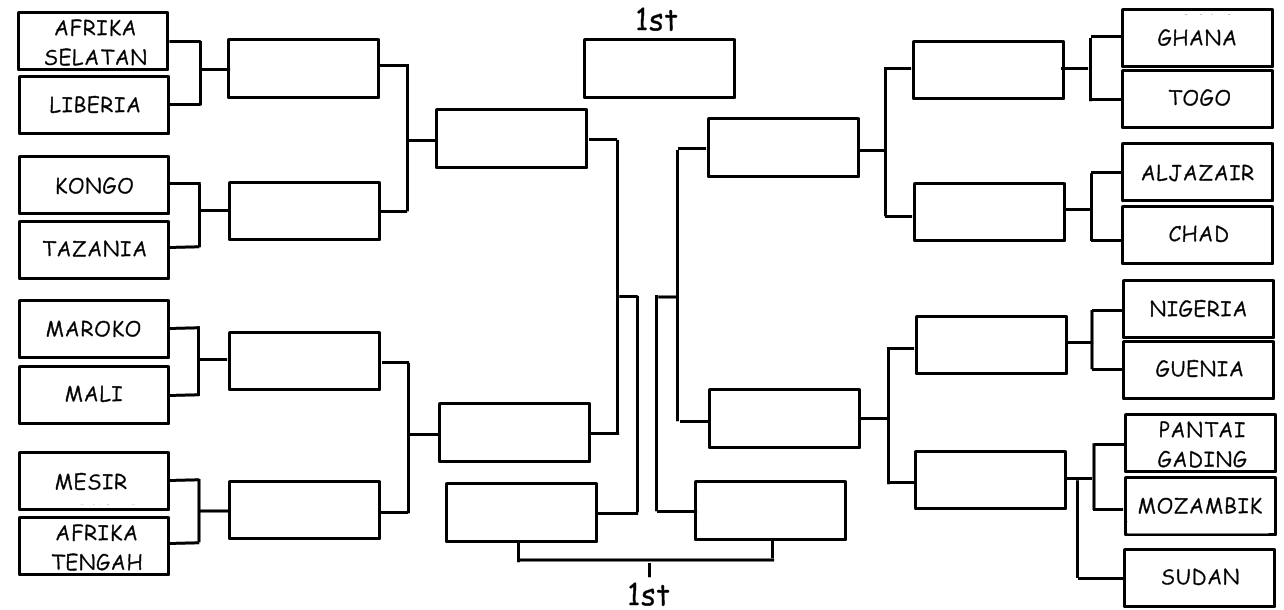 1st
AFRIKA
SELATAN
LIBERIA
KONGO
TAZANIA
MAROKO
MALI
MESIR
AFRIKA
TENGAH
GHANA
TOGO
ALJAZAIR
CHAD
NIGERIA
GUENIA
PANTAI
GADING
MOZAMBIK
SUDAN
1st